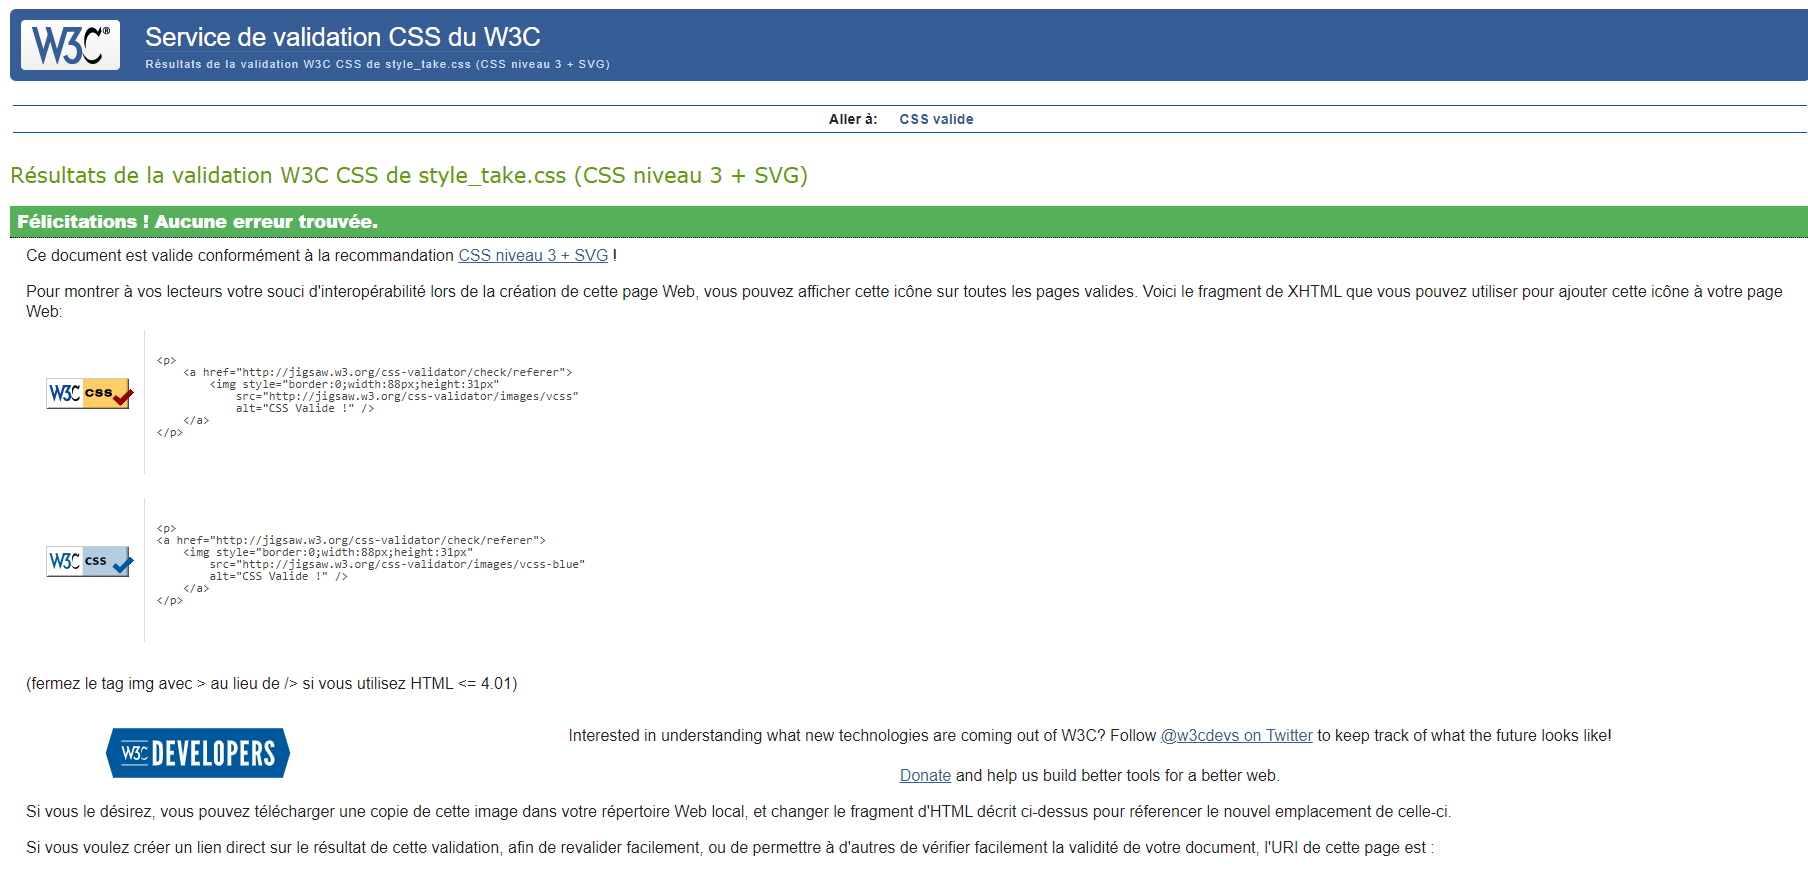 W3C®
Service de validation CSS du W3C
Résultats de la validation W3C CSS de style_take.css (CSS niveau 3 + SVG)
Aller à: CSS valide
Résultats de la validation W3C CSS de style_take.css (CSS niveau 3 + SVG)
Félicitations ! Aucune erreur trouvée.
Ce document est valide conformément à la recommandation CSS niveau 3 + SVG !
Pour montrer à vos lecteurs votre souci d'interopérabilité lors de la création de cette page Web, vous pouvez afficher cette icône sur toutes les pages valides. Voici le fragment de XHTML que vous pouvez utiliser pour ajouter cette icône à votre page
Web:
W3C css
<p>
<a href="http://jigsaw.w3.org/css-validator/check/referer">
<img style="border:0;width:88px;height:31px"
src="http://jigsaw.w3.org/css-validator/images/vcss"
alt="CSS Valide !" />
</a>
</p>
W3C css
<p>
<a href="http://jigsaw.w3.org/css-validator/check/referer">
<img style="border:0;width:88px;height:31px"
src="http://jigsaw.w3.org/css-validator/images/vcss-blue"
alt="CSS Valide !" />
</a>
</p>
(fermez le tag img avec > au lieu de /> si vous utilisez HTML <= 4.01)
W3C DEVELOPERS
Interested in understanding what new technologies are coming out of W3C? Follow @w3cdevs on Twitter to keep track of what the future looks like!
Donate and help us build better tools for a better web.
Si vous le désirez, vous pouvez télécharger une copie de cette image dans votre répertoire Web local, et changer le fragment d'HTML décrit ci-dessus pour réferencer le nouvel emplacement de celle-ci.
Si vous voulez créer un lien direct sur le résultat de cette validation, afin de revalider facilement, ou de permettre à d'autres de vérifier facilement la validité de votre document, l'URI de cette page est :